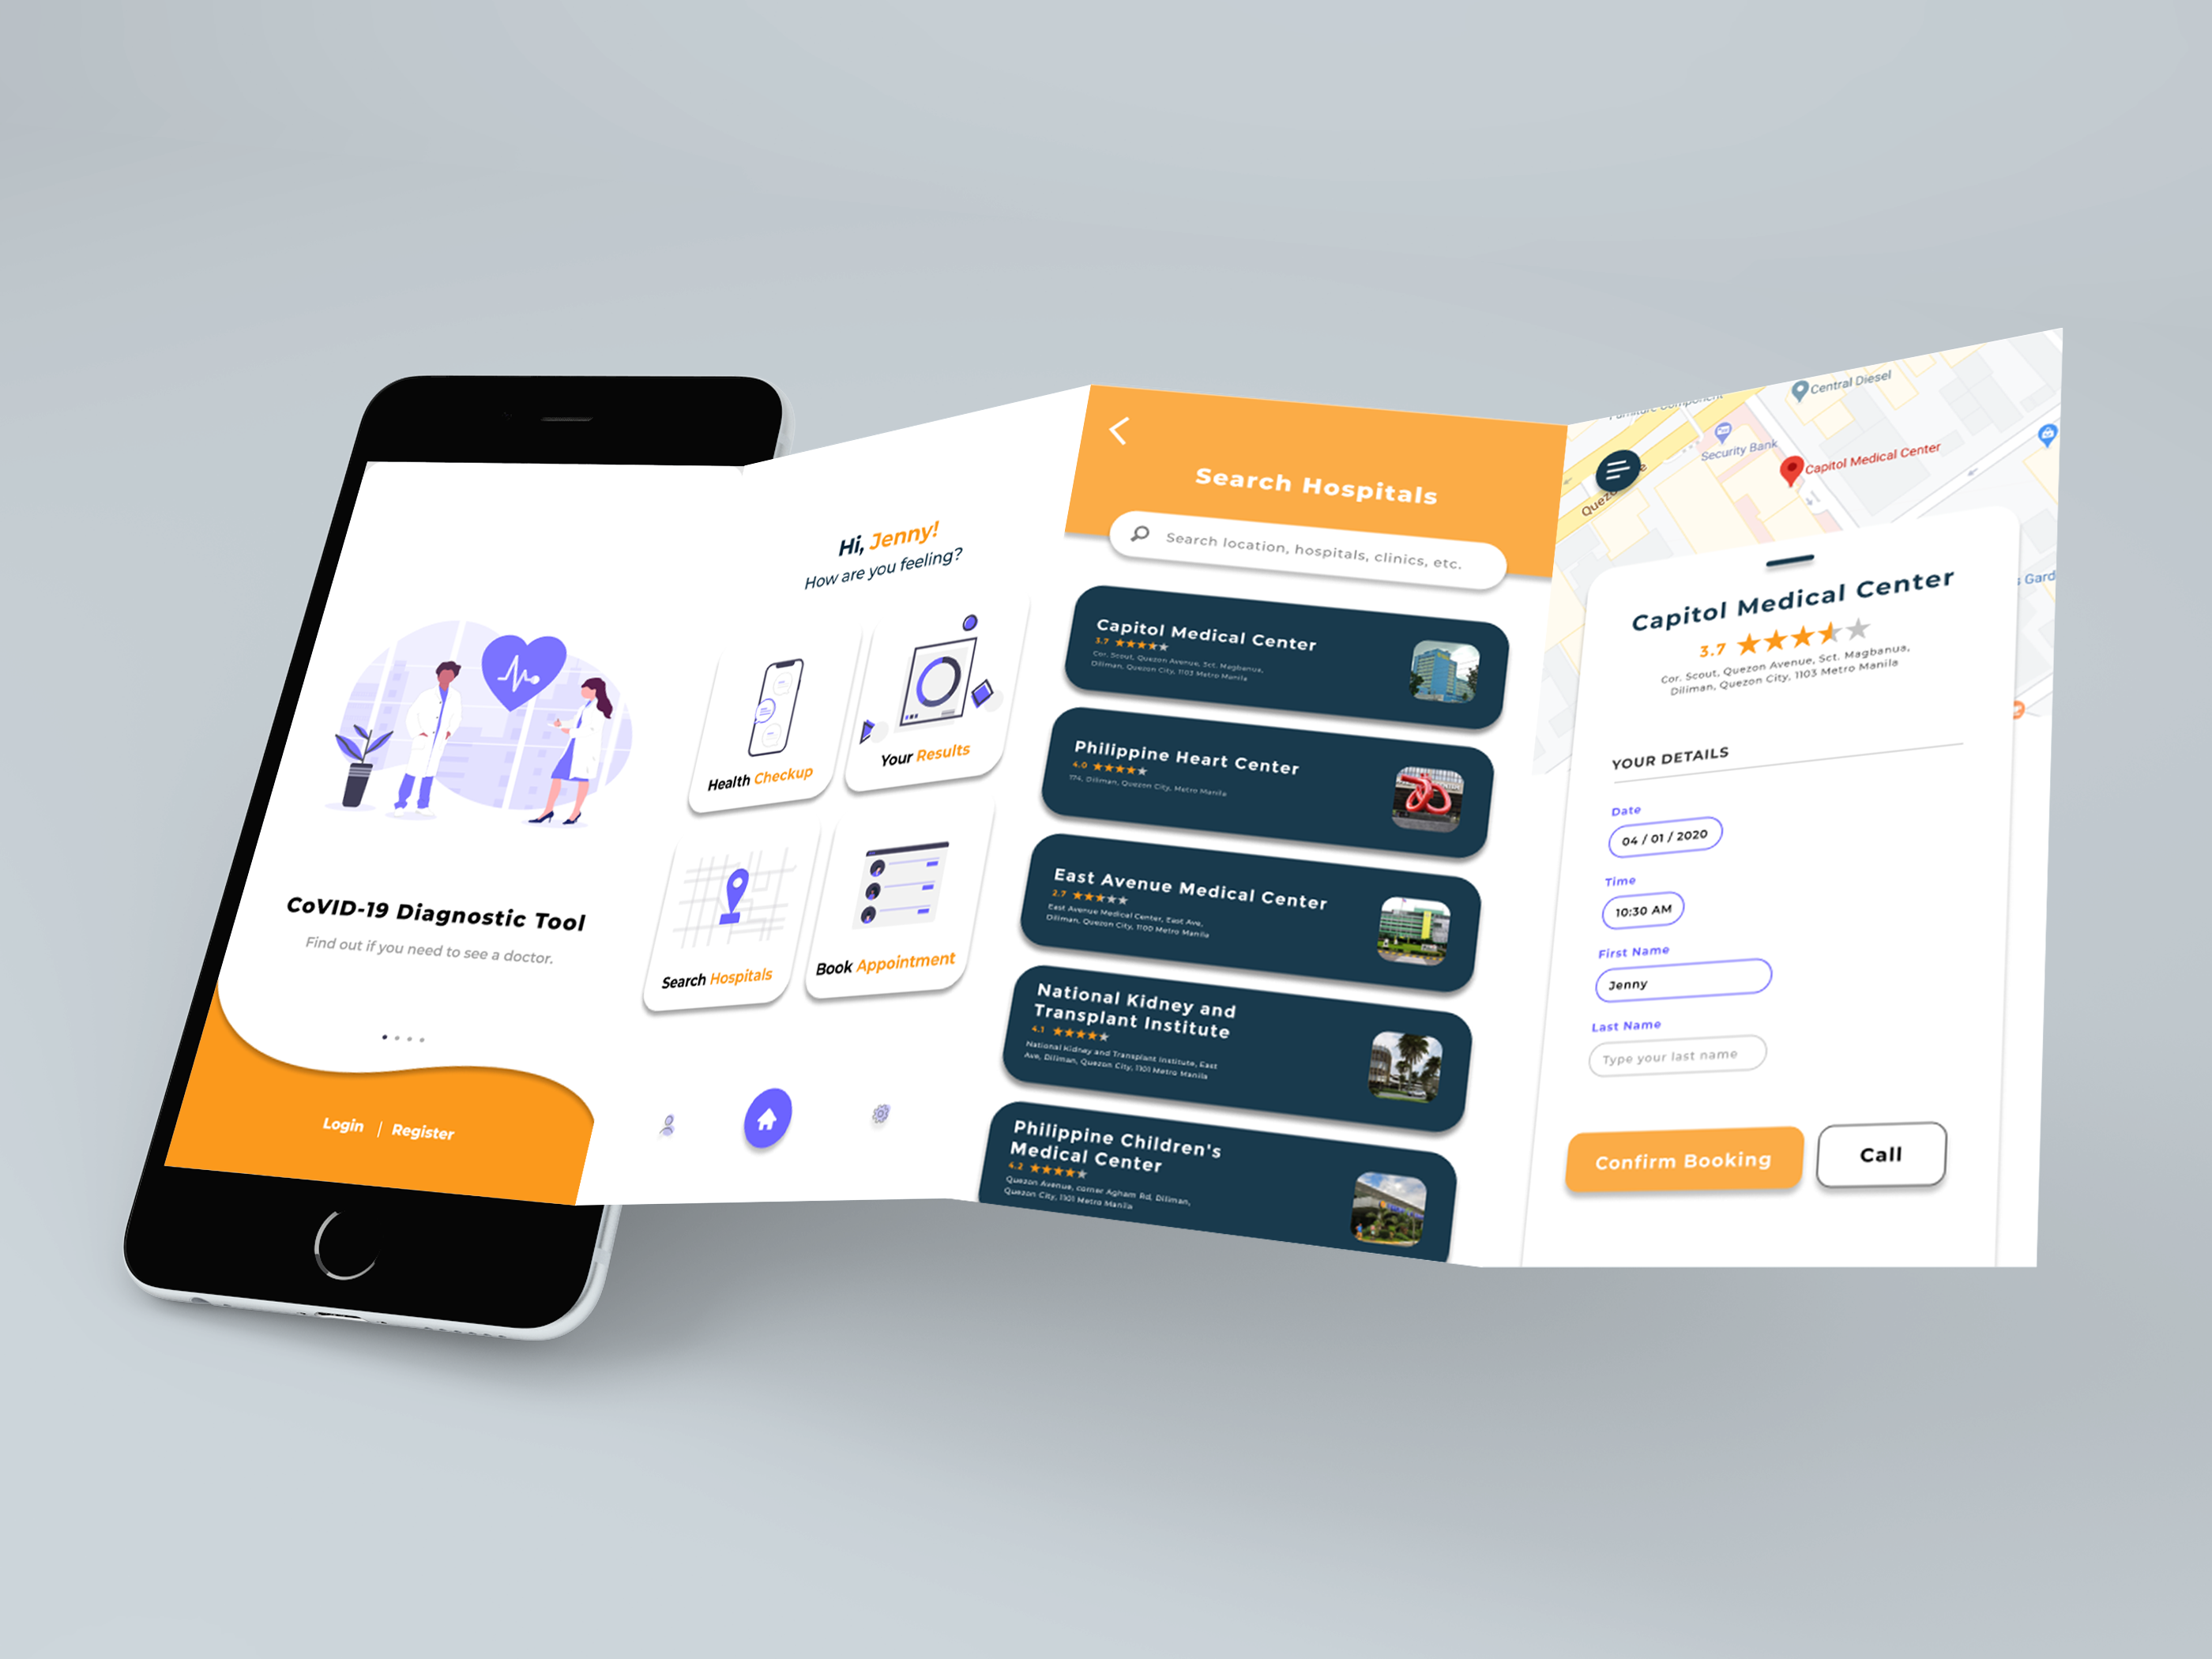 CoVID-19 Diagnostic Tool
Find out if you need to see a doctor.
Login | Register
Hi, Jenny!
How are you feeling?
Health Checkup
Your Results
Search Hospitals
Book Appointment
Search Hospitals
Search location, hospitals, clinics, etc.
Capitol Medical Center
3.7
Cor. Scout, Quezon Avenue, Sct. Magbanua,
Diliman, Quezon City, 1103 Metro Manila
Philippine Heart Center
4.0
174, Diliman, Quezon City, Metro Manila
East Avenue Medical Center
2.7
East Avenue Medical Center, East Ave,
Diliman, Quezon City, 1100 Metro Manila
National Kidney and
Transplant Institute
4.1
National Kidney and Transplant Institute, East
Ave, Diliman, Quezon City, 1101 Metro Manila
Philippine Children's
Medical Center
4.2
Quezon Avenue, corner Agham Rd, Diliman,
Quezon City, 1101 Metro Manila
Central Diesel
Security Bank
Capitol Medical Center
Capitol Medical Center
3.7
Cor. Scout, Quezon Avenue, Sct. Magbanua,
Diliman, Quezon City, 1103 Metro Manila
YOUR DETAILS
Date
04 / 01 / 2020
Time
10:30 AM
First Name
Jenny
Last Name
Type your last name
Confirm Booking
Call